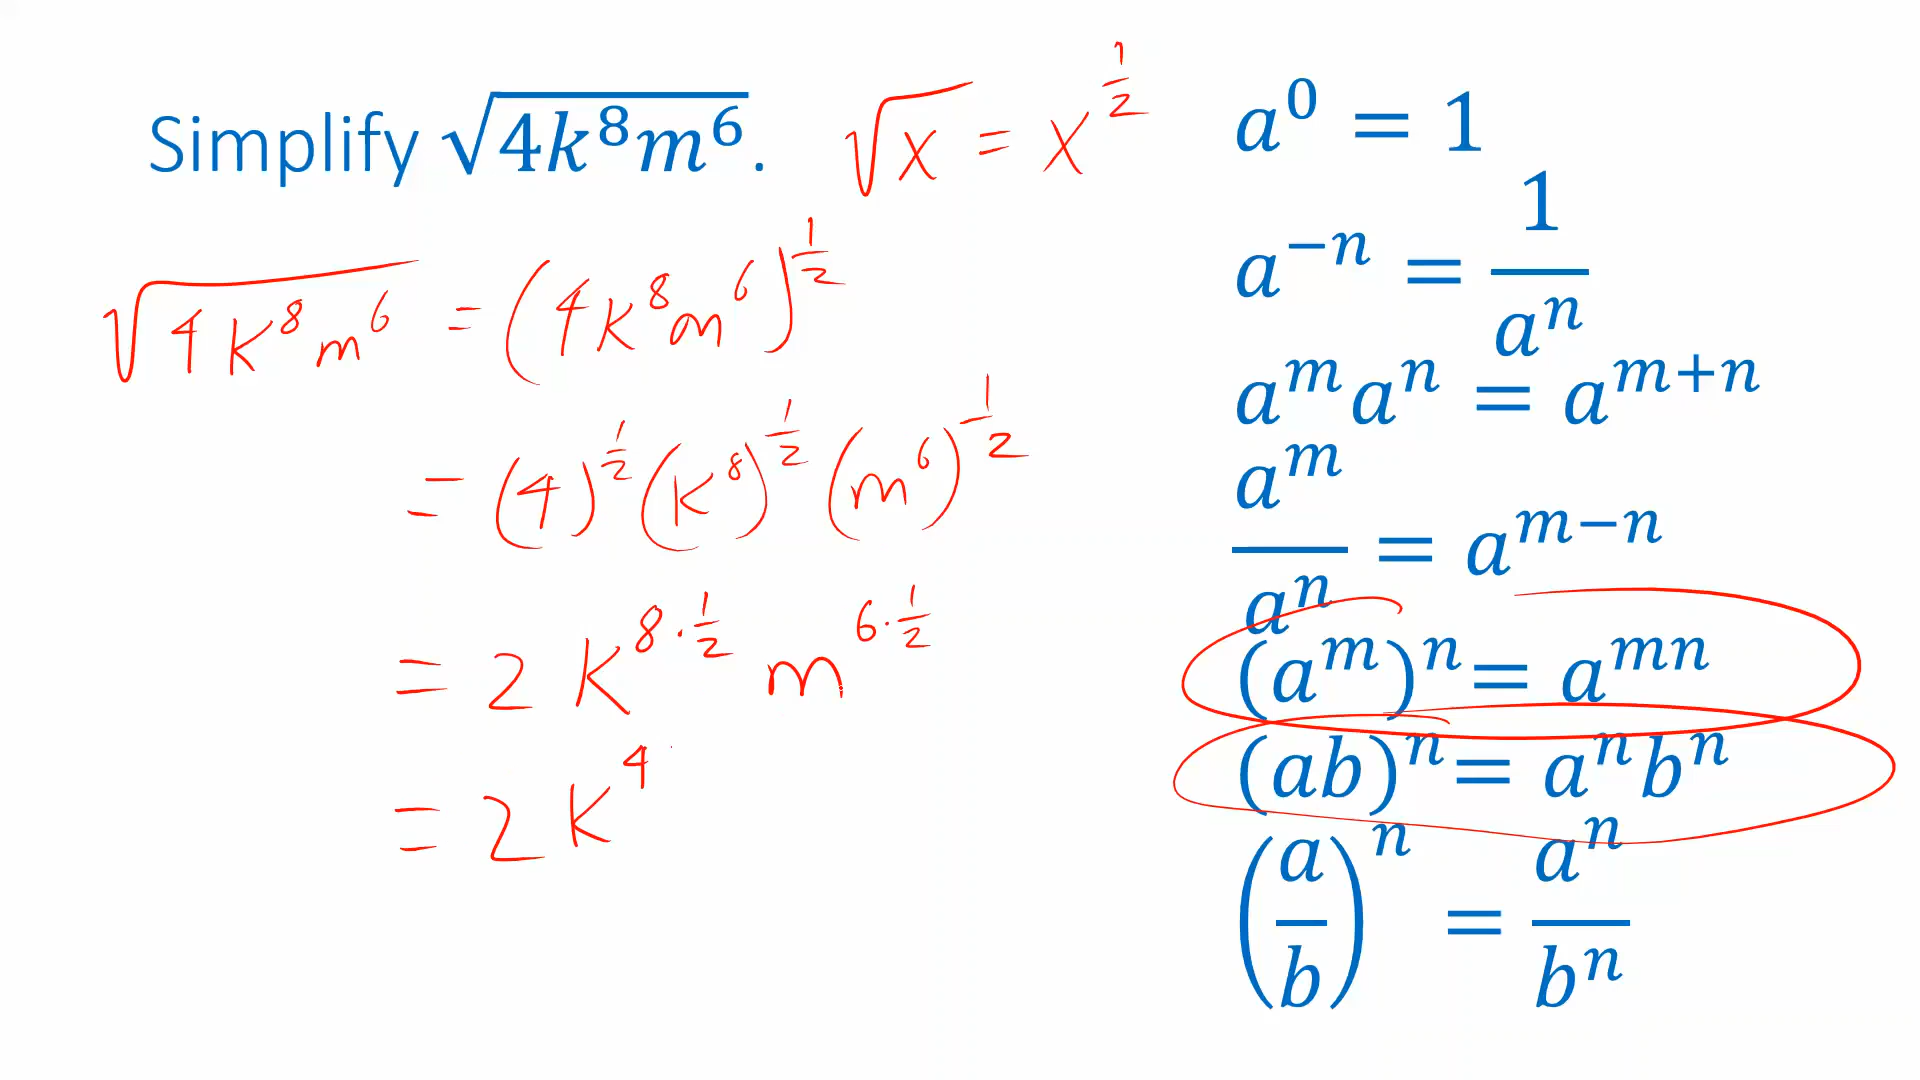 Simplify √(4k⁸m⁶).
√x = x^(1/2)
√(4k⁸m⁶) = (4k⁸m⁶)^(1/2)
= (4)^(1/2) (k⁸)^(1/2) (m⁶)^(1/2)
= 2 k^(8·1/2) m^(6·1/2)
= 2k⁴
a⁰ = 1
a⁻ⁿ = 1/aⁿ
aᵐaⁿ = aᵐ⁺ⁿ
aᵐ/aⁿ = aᵐ⁻ⁿ
(aᵐ)ⁿ = aᵐⁿ
(ab)ⁿ = aⁿbⁿ
(a/b)ⁿ = aⁿ/bⁿ